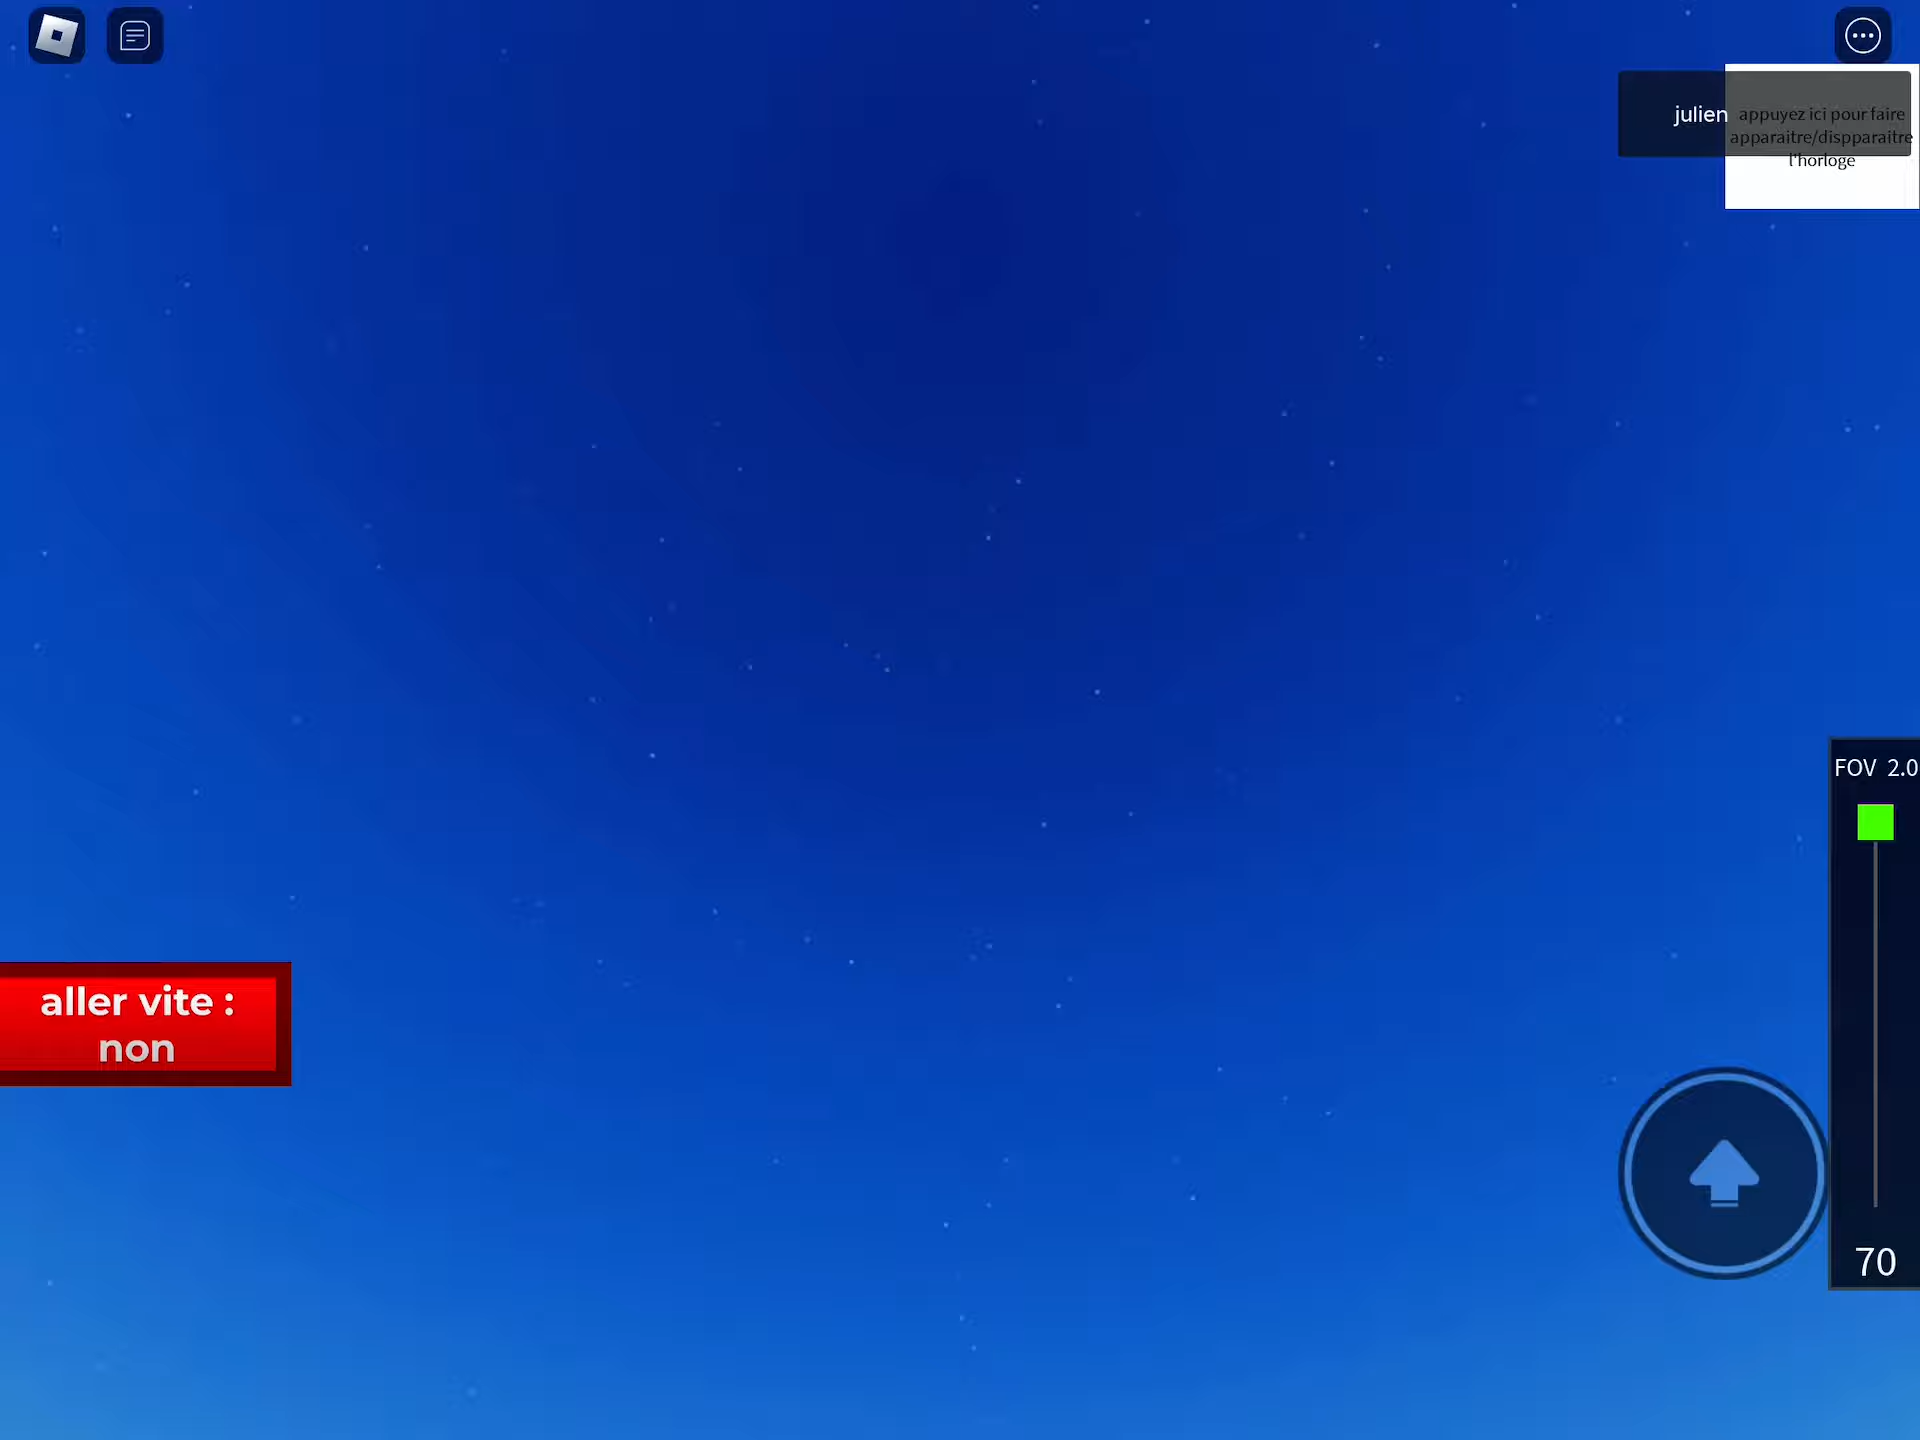 julien
appuyez ici pour faire
apparaitre/dispparaitre
l'horloge
FOV 2.0
aller vite :
non
70